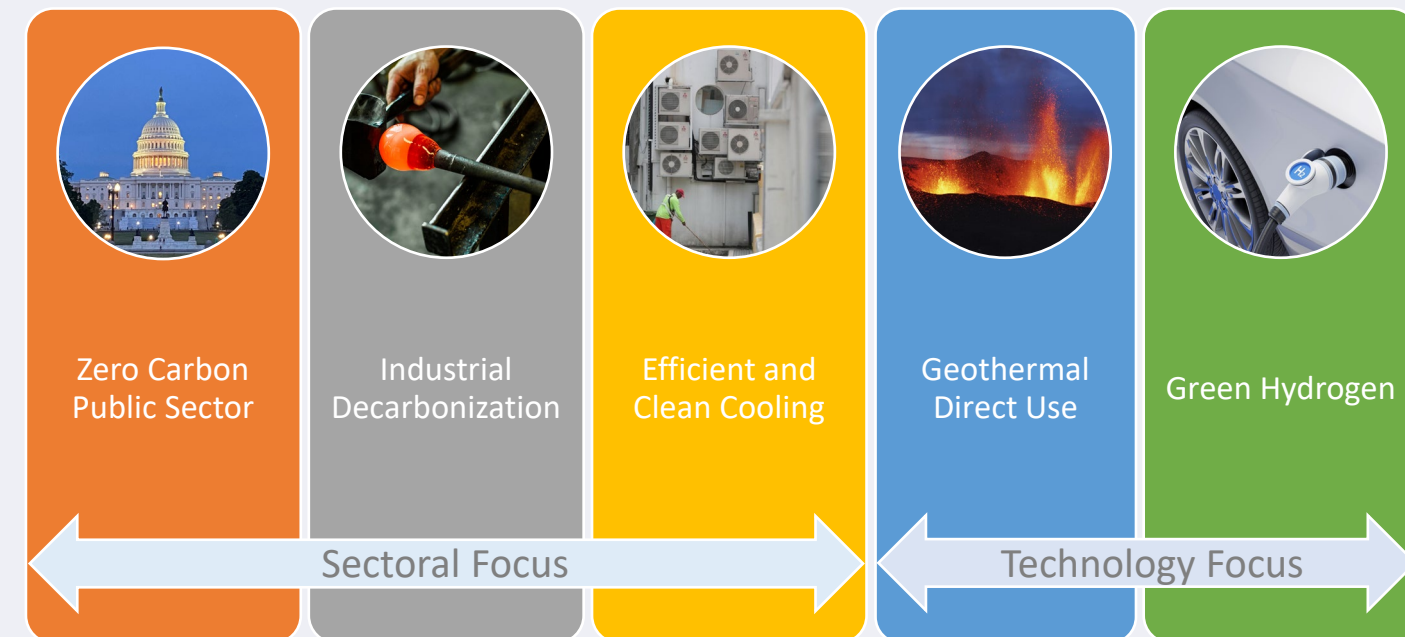 Zero Carbon
Public Sector
Industrial
Decarbonization
Efficient and
Clean Cooling
Geothermal
Direct Use
Green Hydrogen
H₂
Sectoral Focus
Technology Focus